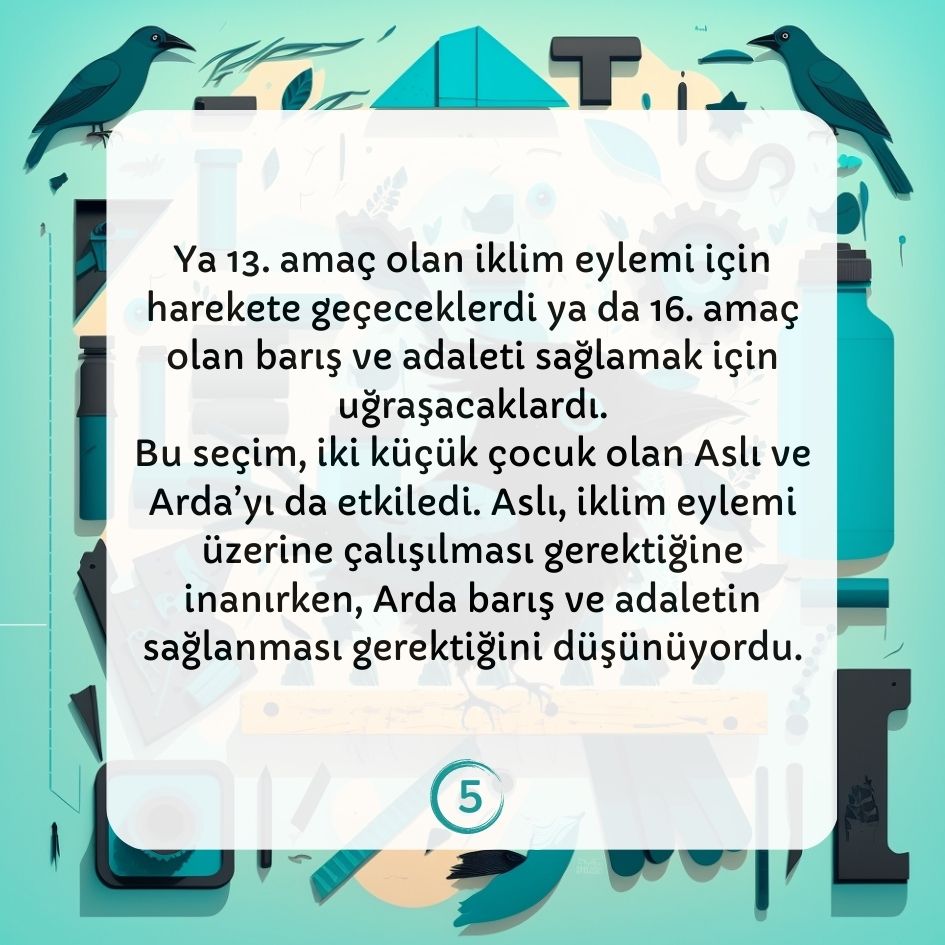 Ya 13. amaç olan iklim eylemi için
harekete geçeceklerdi ya da 16. amaç
olan barış ve adaleti sağlamak için
uğraşacaklardı.
Bu seçim, iki küçük çocuk olan Aslı ve
Arda’yı da etkiledi. Aslı, iklim eylemi
üzerine çalışılması gerektiğine
inanırken, Arda barış ve adaletin
sağlanması gerektiğini düşünüyordu.
5